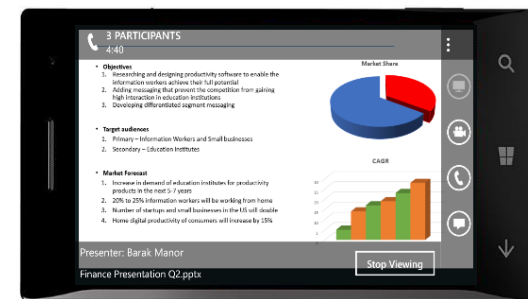 3 PARTICIPANTS
4:40
• Objectives
1. Researching and designing productivity software to enable the
information workers achieve their full potential
2. Adding messaging that prevent the competition from gaining
high interaction in education institutions
3. Developing differentiated segment messaging
• Target audiences
1. Primary – Information Workers and Small businesses
2. Secondary – Education Institutes
• Market Forecast
1. Increase in demand of education institutes for productivity
products in the next 5-7 years
2. 20% to 25% information workers will be working from home
3. Number of startups and small businesses in the US will double
4. Home digital productivity of consumers will increase by 15%
Market Share
CAGR
Presenter: Barak Manor
Finance Presentation Q2.pptx
Stop Viewing